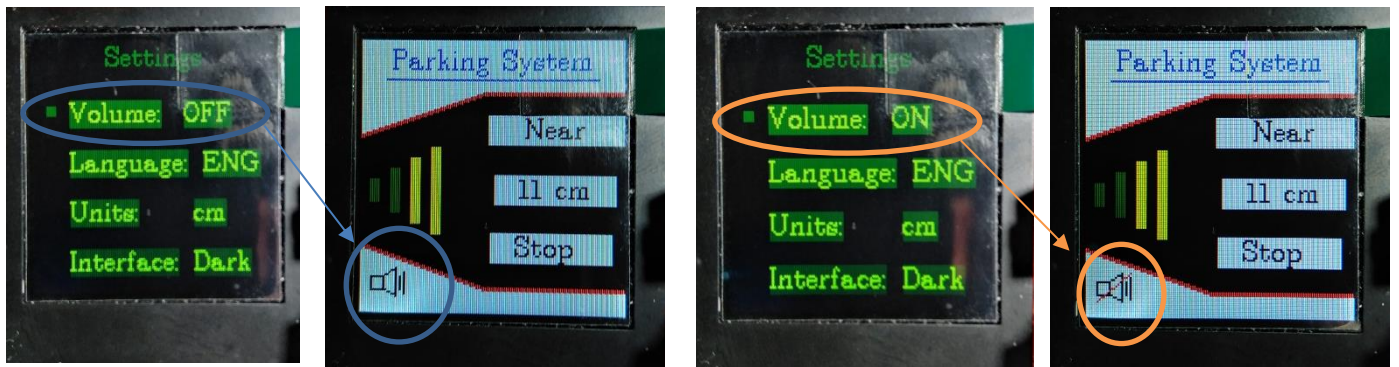 Settings
Volume: OFF
Language: ENG
Units: cm
Interface: Dark
Parking System
Near
11 cm
Stop
Settings
Volume: ON
Language: ENG
Units: cm
Interface: Dark
Parking System
Near
11 cm
Stop